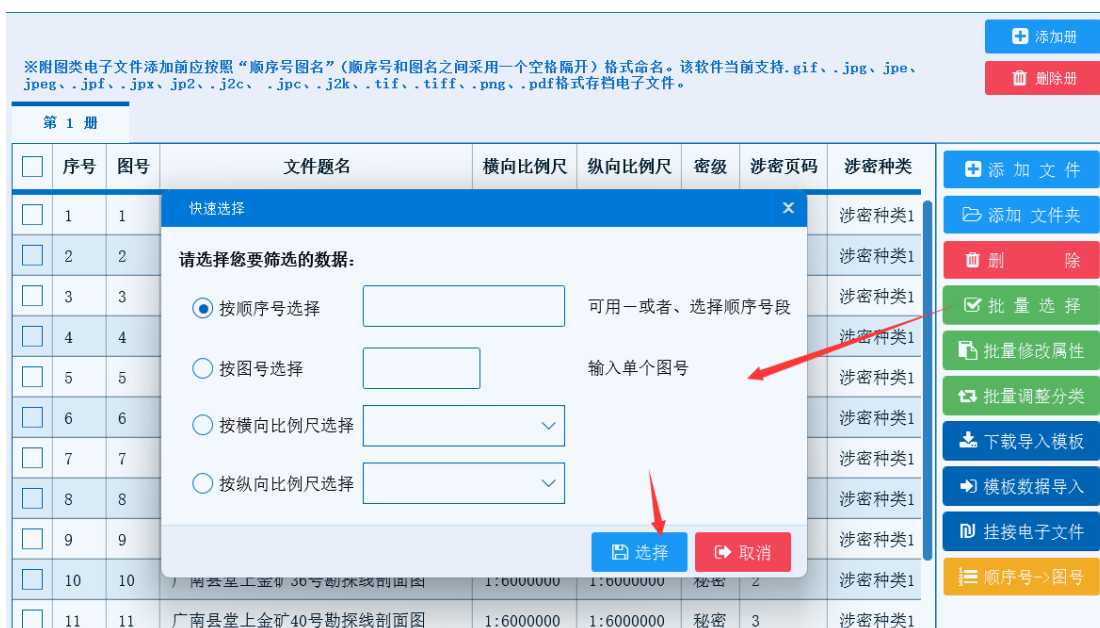 添加册
※附图类电子文件添加前应按照“顺序号图名”（顺序号和图名之间采用一个空格隔开）格式命名。该软件当前支持.gif、.jpg、jpe、
jpeg、.jpf、.jpx、jp2、.j2c、 .jpc、.j2k、.tif、.tiff、.png、.pdf格式存档电子文件。
删除册
第 1 册
序号 图号 文件题名 横向比例尺 纵向比例尺 密级 涉密页码 涉密种类
添 加 文 件
快速选择
1 1 涉密种类1
添加 文件夹
2 2 涉密种类1
请选择您要筛选的数据：
删 除
3 3 涉密种类1
按顺序号选择 可用一或者、选择顺序号段
批 量 选 择
4 4 涉密种类1
批量修改属性
按图号选择 输入单个图号
5 5 涉密种类1
批量调整分类
6 6 涉密种类1
按横向比例尺选择
下载导入模板
7 7 涉密种类1
按纵向比例尺选择
模板数据导入
8 8 涉密种类1
挂接电子文件
9 9 涉密种类1
选择 取消
10 10 广南县堂上金矿36号勘探线剖面图 1:6000000 1:6000000 秘密 2 涉密种类1
顺序号->图号
11 11 广南县堂上金矿40号勘探线剖面图 1:6000000 1:6000000 秘密 3 涉密种类1